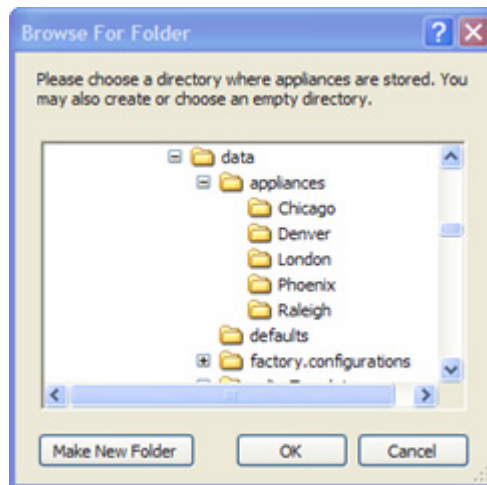 Browse For Folder
Please choose a directory where appliances are stored. You
may also create or choose an empty directory.
data
appliances
Chicago
Denver
London
Phoenix
Raleigh
defaults
factory.configurations
Make New Folder
OK
Cancel